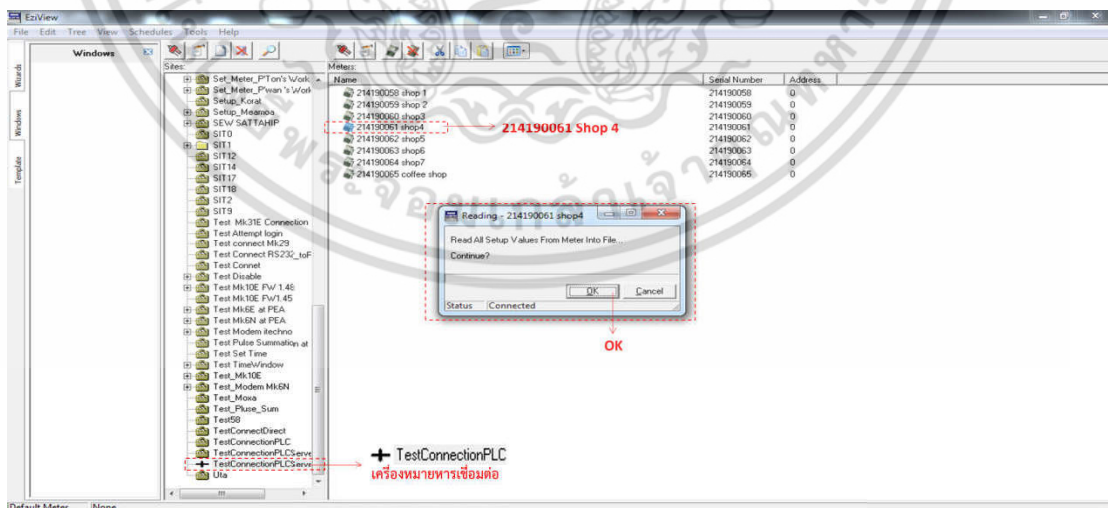 EziView
File Edit Tree View Schedules Tools Help
Windows
Wizards
Windows
Template
Sites:
Set_Meter_P'Ton's Work
Set_Meter_P'wan 's Work
Setup_Korat
Setup_Maamoa
SEW SATTAHIP
SIT0
SIT1
SIT12
SIT14
SIT17
SIT18
SIT2
SIT9
Test Mk31E Connection
Test Attempt login
Test connect Mk29
Test Connect RS232_toF
Test Connet
Test Disable
Test Mk10E FW 1.48
Test Mk10E FW1.45
Test Mk6E at PEA
Test Mk6N at PEA
Test Modem itechno
Test Pulse Summation at
Test Set Time
Test TimeWindow
Test_Mk10E
Test_Modem Mk6N
Test_Moxa
Test_Pluse_Sum
Test58
TestConnectDirect
TestConnectionPLC
TestConnectionPLCServe
TestConnectionPLCServe
Uta
Meters:
Name Serial Number Address
214190058 shop 1 214190058 0
214190059 shop 2 214190059 0
214190060 shop3 214190060 0
214190061 shop4 214190061 0
214190062 shop5 214190062 0
214190063 shop6 214190063 0
214190064 shop7 214190064 0
214190065 coffee shop 214190065 0
214190061 Shop 4
Reading - 214190061 shop4
Read All Setup Values From Meter Into File...
Continue?
OK Cancel
Status Connected
OK
TestConnectionPLC
เครื่องหมายหารเชื่อมต่อ
Default Meter None